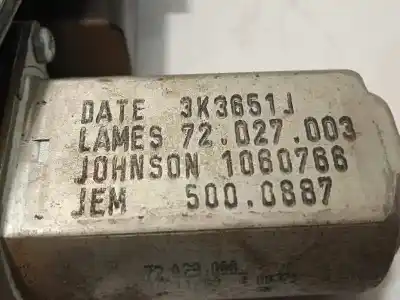 DATE 3K3651J
LAMES 72.027.003
JOHNSON 1060766
JEM 500.0887